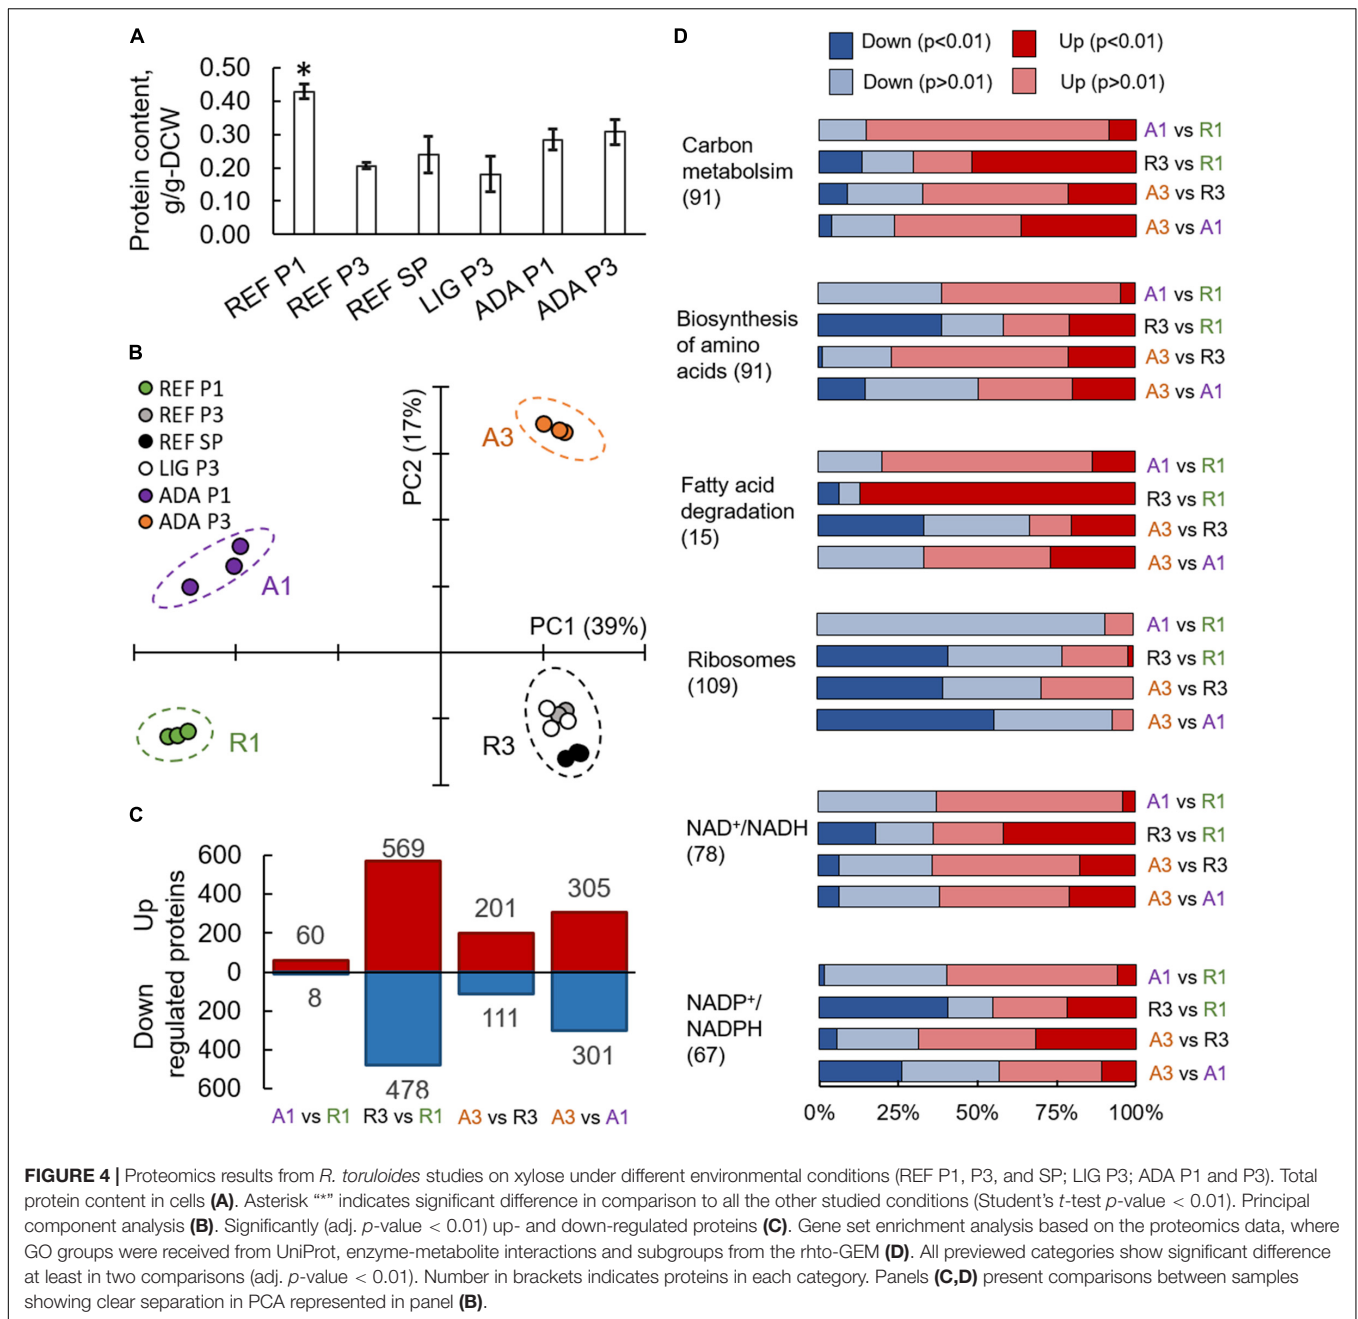 A
Protein content,
g/g-DCW
0.50
0.40
0.30
0.20
0.10
0.00
*
REF P1
REF P3
REF SP
LIG P3
ADA P1
ADA P3
B
REF P1
REF P3
REF SP
LIG P3
ADA P1
ADA P3
PC2 (17%)
PC1 (39%)
A3
A1
R1
R3
C
Up
Down
regulated proteins
600
400
200
0
200
400
600
60
8
569
478
201
111
305
301
A1 vs R1
R3 vs R1
A3 vs R3
A3 vs A1
D
Down (p<0.01)
Up (p<0.01)
Down (p>0.01)
Up (p>0.01)
Carbon
metabolsim
(91)
A1 vs R1
R3 vs R1
A3 vs R3
A3 vs A1
Biosynthesis
of amino
acids (91)
A1 vs R1
R3 vs R1
A3 vs R3
A3 vs A1
Fatty acid
degradation
(15)
A1 vs R1
R3 vs R1
A3 vs R3
A3 vs A1
Ribosomes
(109)
A1 vs R1
R3 vs R1
A3 vs R3
A3 vs A1
NAD⁺/NADH
(78)
A1 vs R1
R3 vs R1
A3 vs R3
A3 vs A1
NADP⁺/
NADPH
(67)
A1 vs R1
R3 vs R1
A3 vs R3
A3 vs A1
0%
25%
50%
75%
100%
FIGURE 4 | Proteomics results from R. toruloides studies on xylose under different environmental conditions (REF P1, P3, and SP; LIG P3; ADA P1 and P3). Total
protein content in cells (A). Asterisk “*” indicates significant difference in comparison to all the other studied conditions (Student’s t-test p-value < 0.01). Principal
component analysis (B). Significantly (adj. p-value < 0.01) up- and down-regulated proteins (C). Gene set enrichment analysis based on the proteomics data, where
GO groups were received from UniProt, enzyme-metabolite interactions and subgroups from the rhto-GEM (D). All previewed categories show significant difference
at least in two comparisons (adj. p-value < 0.01). Number in brackets indicates proteins in each category. Panels (C,D) present comparisons between samples
showing clear separation in PCA represented in panel (B).